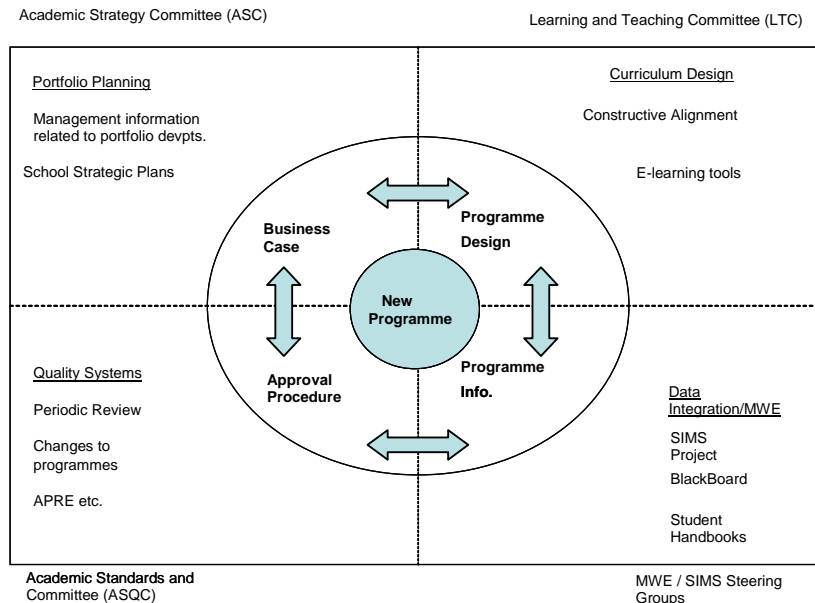 Academic Strategy Committee (ASC)
Learning and Teaching Committee (LTC)
Portfolio Planning
Management information
related to portfolio devpts.
School Strategic Plans
Curriculum Design
Constructive Alignment
E-learning tools
Business
Case
Programme
Design
New
Programme
Approval
Procedure
Programme
Info.
Quality Systems
Periodic Review
Changes to
programmes
APRE etc.
Data
Integration/MWE
SIMS
Project
BlackBoard
Student
Handbooks
Academic Standards and
Committee (ASQC)
MWE / SIMS Steering
Groups